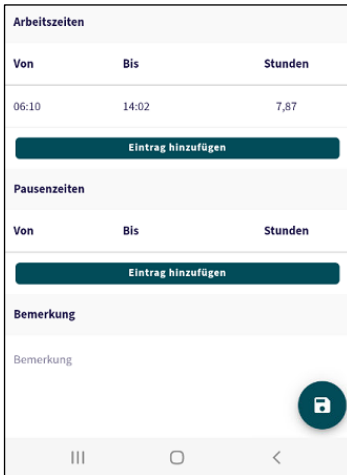 Arbeitszeiten
Von Bis Stunden
06:10 14:02 7,87
Eintrag hinzufügen
Pausenzeiten
Von Bis Stunden
Eintrag hinzufügen
Bemerkung
Bemerkung